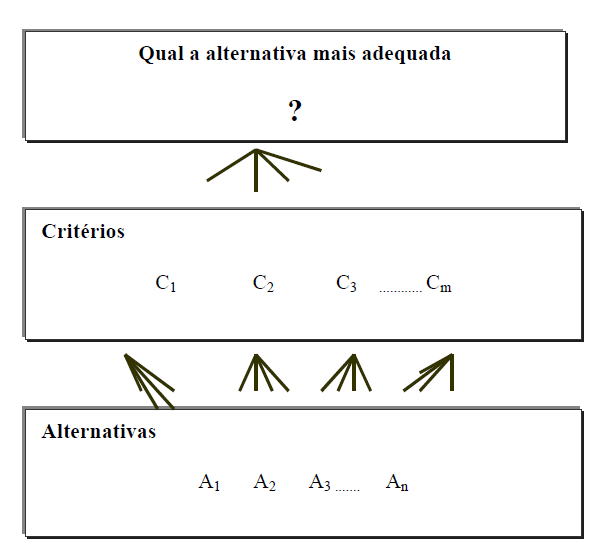 Qual a alternativa mais adequada
?
Critérios
C1 C2 C3 ............ Cm
Alternativas
A1 A2 A3 ....... An